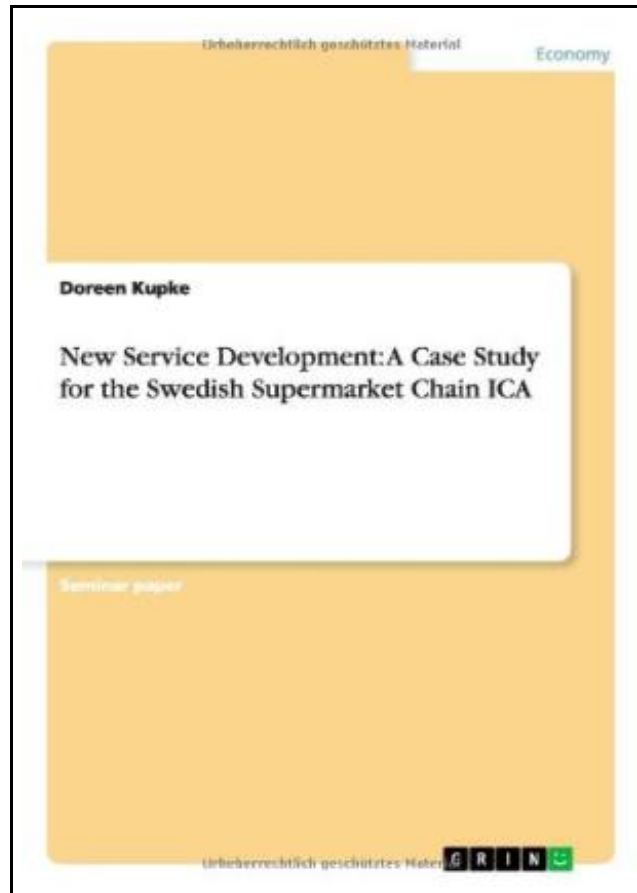 Urheberrechtlich geschütztes Material
Economy
Doreen Kupke
New Service Development: A Case Study
for the Swedish Supermarket Chain ICA
Seminar paper
Urheberrechtlich geschütztes Mater
GRIN